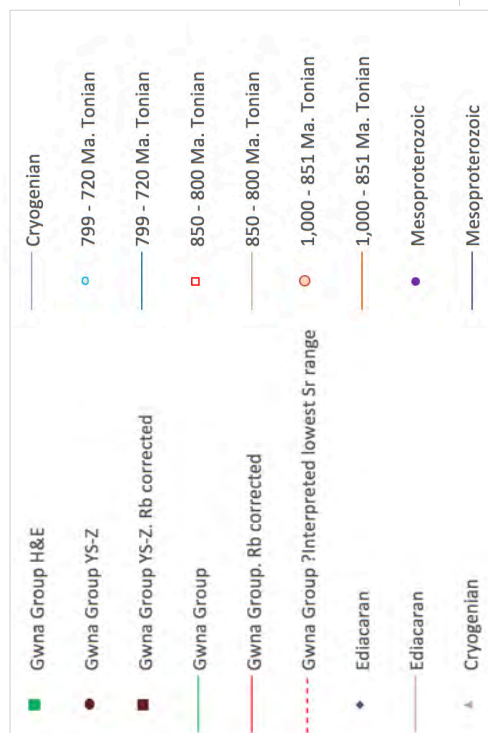 Gwna Group H&E
Gwna Group YS-Z
Gwna Group YS-Z. Rb corrected
Gwna Group
Gwna Group. Rb corrected
Gwna Group ?Interpreted lowest Sr range
Ediacaran
Ediacaran
Cryogenian
Cryogenian
799 - 720 Ma. Tonian
799 - 720 Ma. Tonian
850 - 800 Ma. Tonian
850 - 800 Ma. Tonian
1,000 - 851 Ma. Tonian
1,000 - 851 Ma. Tonian
Mesoproterozoic
Mesoproterozoic